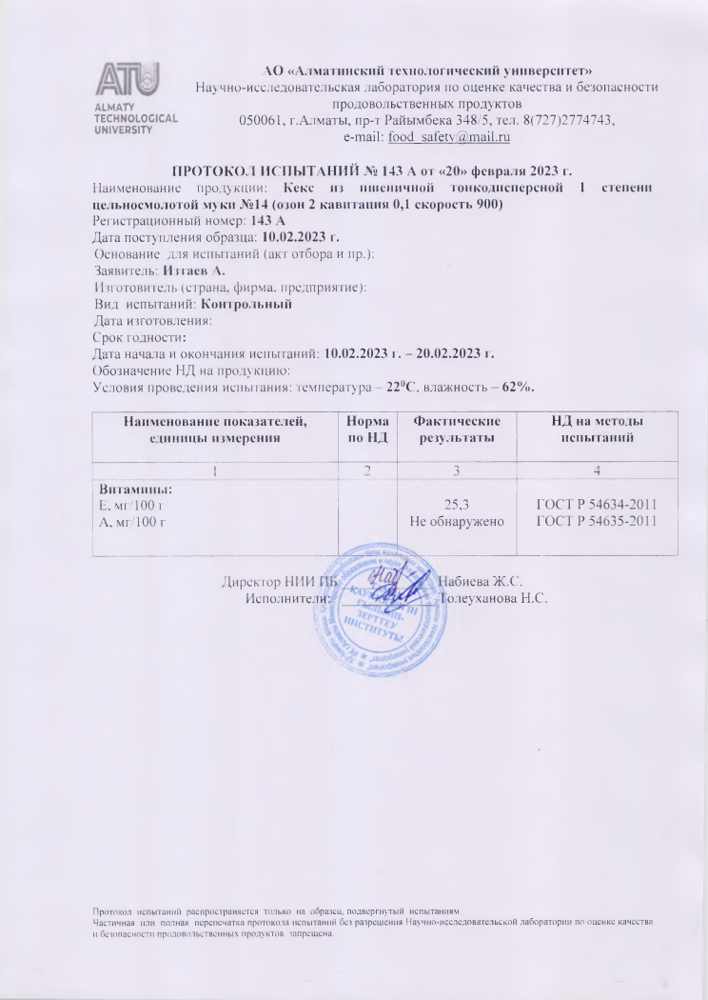 ATU
ALMATY
TECHNOLOGICAL
UNIVERSITY
АО «Алматинский технологический университет»
Научно-исследовательская лаборатория по оценке качества и безопасности
продовольственных продуктов
050061, г.Алматы, пр-т Райымбека 348/5, тел. 8(727)2774743,
e-mail: food_safety@mail.ru
ПРОТОКОЛ ИСПЫТАНИЙ № 143 А от «20» февраля 2023 г.
Наименование продукции: Кекс из пшеничной тонкодисперсной 1 степени
цельносмолотой муки №14 (озон 2 кавитация 0,1 скорость 900)
Регистрационный номер: 143 А
Дата поступления образца: 10.02.2023 г.
Основание для испытаний (акт отбора и пр.):
Заявитель: Изтаев А.
Изготовитель (страна, фирма, предприятие):
Вид испытаний: Контрольный
Дата изготовления:
Срок годности:
Дата начала и окончания испытаний: 10.02.2023 г. – 20.02.2023 г.
Обозначение НД на продукцию:
Условия проведения испытания: температура – 22⁰С, влажность – 62%.
Наименование показателей, Норма Фактические НД на методы
единицы измерения по НД результаты испытаний
1 2 3 4
Витамины:
Е, мг/100 г 25,3 ГОСТ Р 54634-2011
А, мг/100 г Не обнаружено ГОСТ Р 54635-2011
Директор НИИ ПБ Набиева Ж.С.
Исполнители: Толеуханова Н.С.
ЗЕРТТЕУ
ИНСТИТУТЫ
Протокол испытаний распространяется только на образец, подвергнутый испытаниям.
Частичная или полная перепечатка протокола испытаний без разрешения Научно-исследовательской лаборатории по оценке качества
и безопасности продовольственных продуктов запрещена.